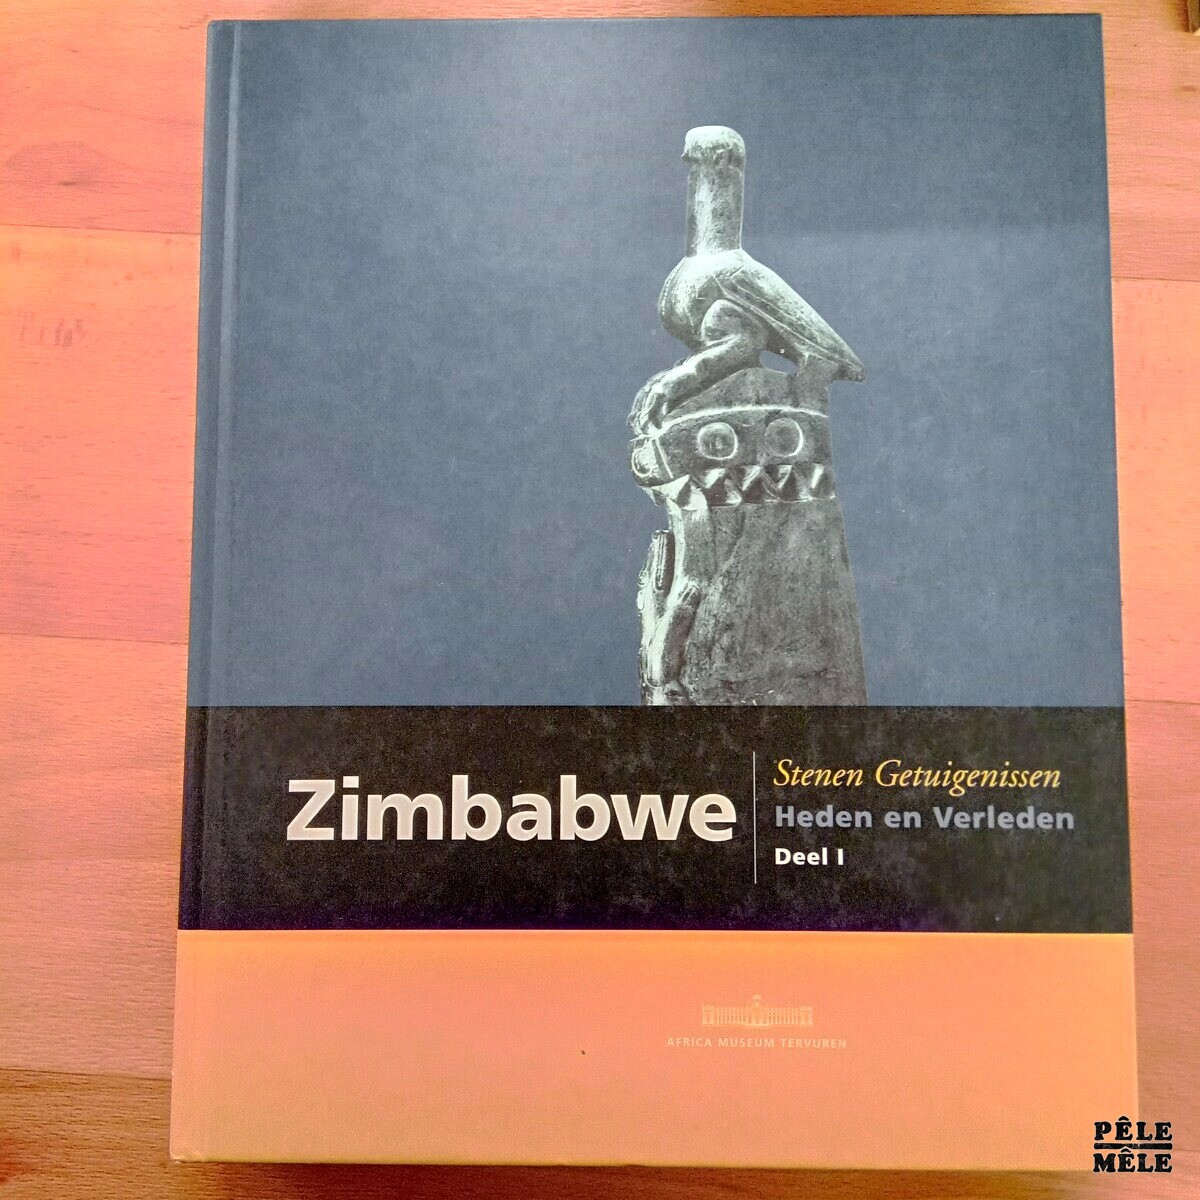 Zimbabwe
Stenen Getuigenissen
Heden en Verleden
Deel I
AFRICA MUSEUM TERVUREN
PÊLE
MÊLE